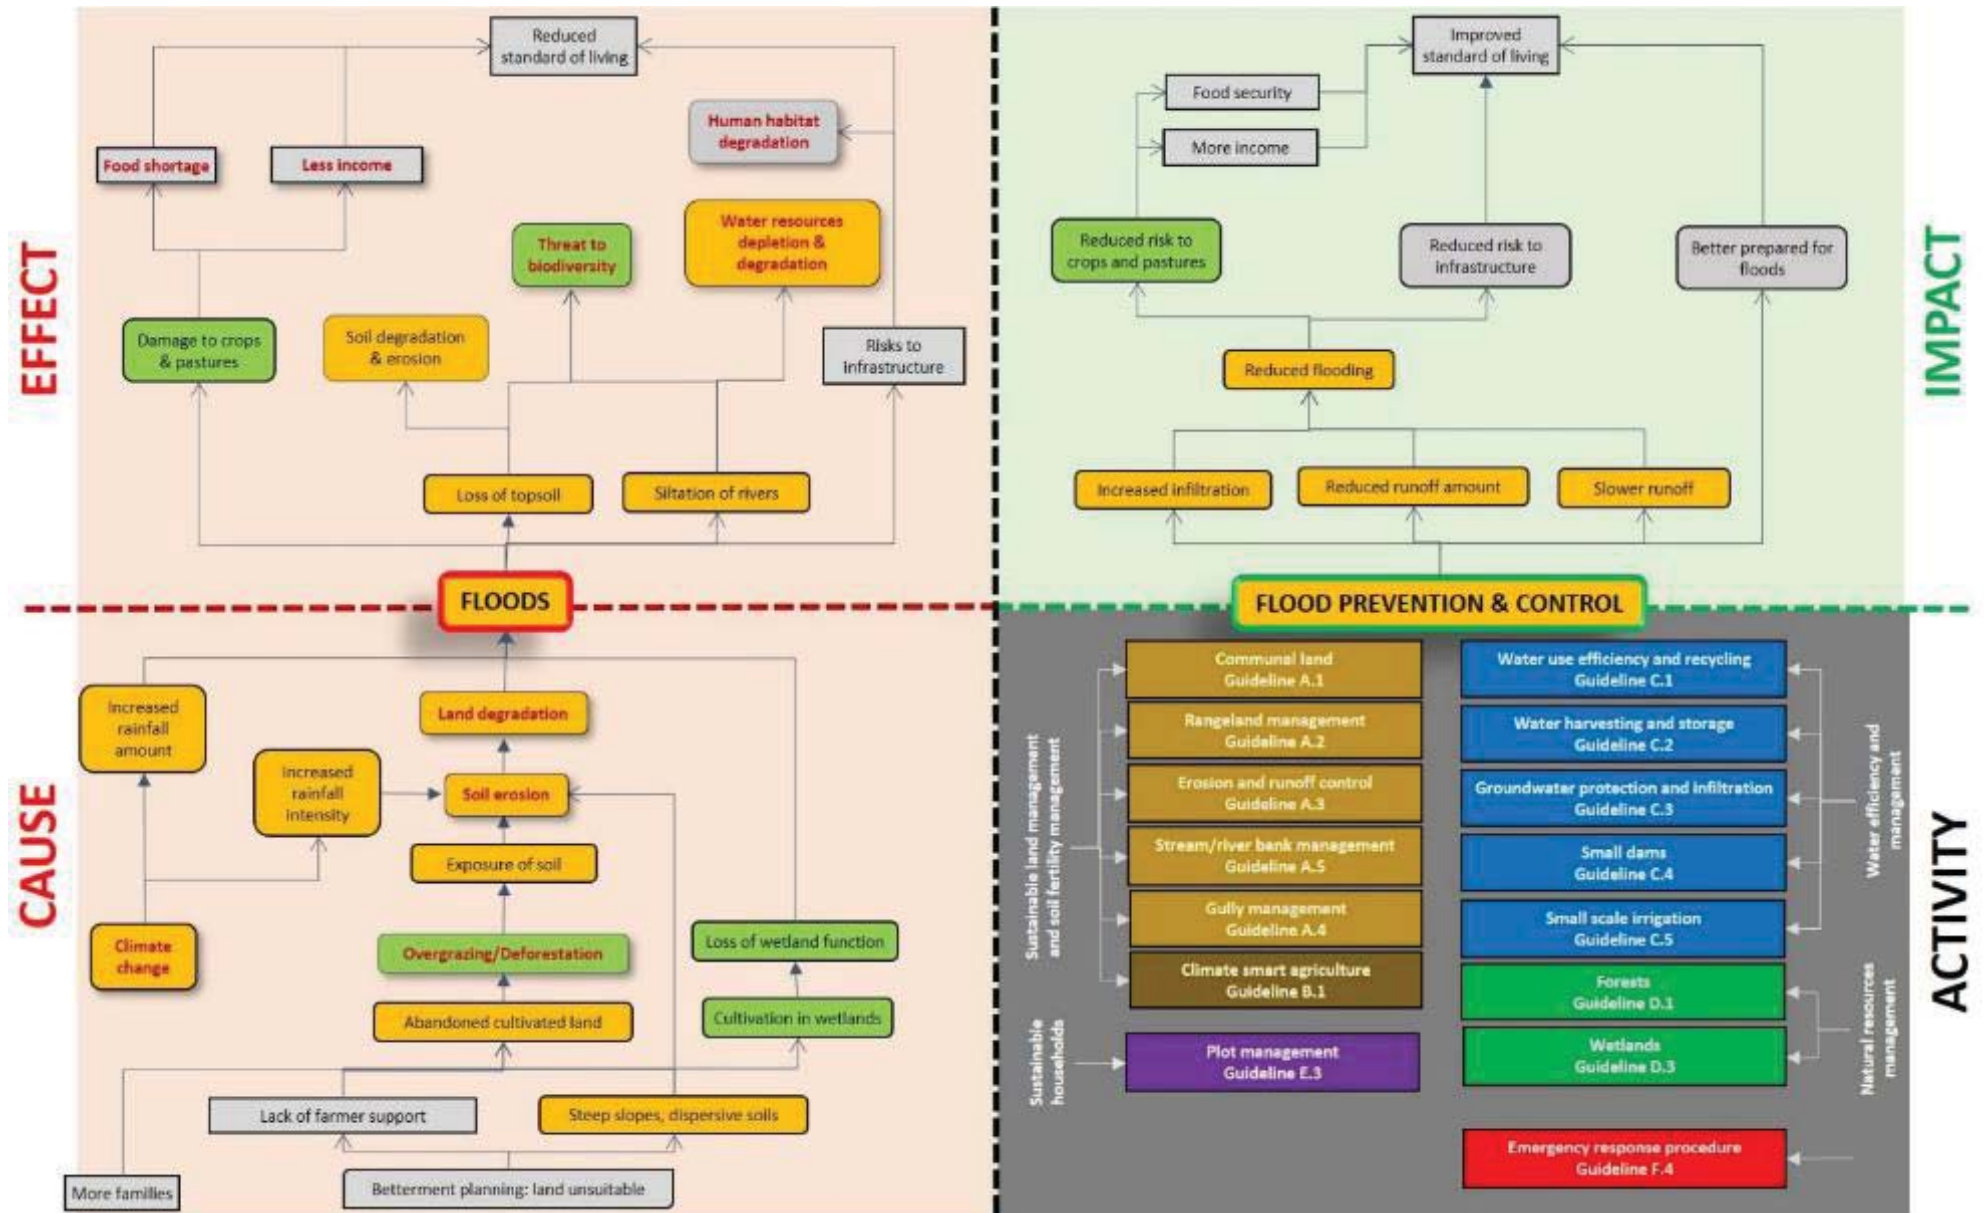 EFFECT
Reduced
standard of living
Human habitat
degradation
Food shortage
Less income
Threat to
biodiversity
Water resources
depletion &
degradation
Damage to crops
& pastures
Soil degradation
& erosion
Risks to
infrastructure
Loss of topsoil
Siltation of rivers
FLOODS
IMPACT
Improved
standard of living
Food security
More income
Reduced risk to
crops and pastures
Reduced risk to
infrastructure
Better prepared for
floods
Reduced flooding
Increased infiltration
Reduced runoff amount
Slower runoff
FLOOD PREVENTION & CONTROL
CAUSE
Increased
rainfall
amount
Land degradation
Increased
rainfall
intensity
Soil erosion
Exposure of soil
Climate
change
Overgrazing/Deforestation
Loss of wetland function
Abandoned cultivated land
Cultivation in wetlands
Lack of farmer support
Steep slopes, dispersive soils
More families
Betterment planning: land unsuitable
ACTIVITY
Sustainable land management
and soil fertility management
Communal land
Guideline A.1
Rangeland management
Guideline A.2
Erosion and runoff control
Guideline A.3
Stream/river bank management
Guideline A.5
Gully management
Guideline A.4
Climate smart agriculture
Guideline B.1
Sustainable
households
Plot management
Guideline E.3
Water use efficiency and recycling
Guideline C.1
Water harvesting and storage
Guideline C.2
Groundwater protection and infiltration
Guideline C.3
Small dams
Guideline C.4
Small scale irrigation
Guideline C.5
Water efficiency and
management
Forests
Guideline D.1
Wetlands
Guideline D.3
Natural resources
management
Emergency response procedure
Guideline F.4